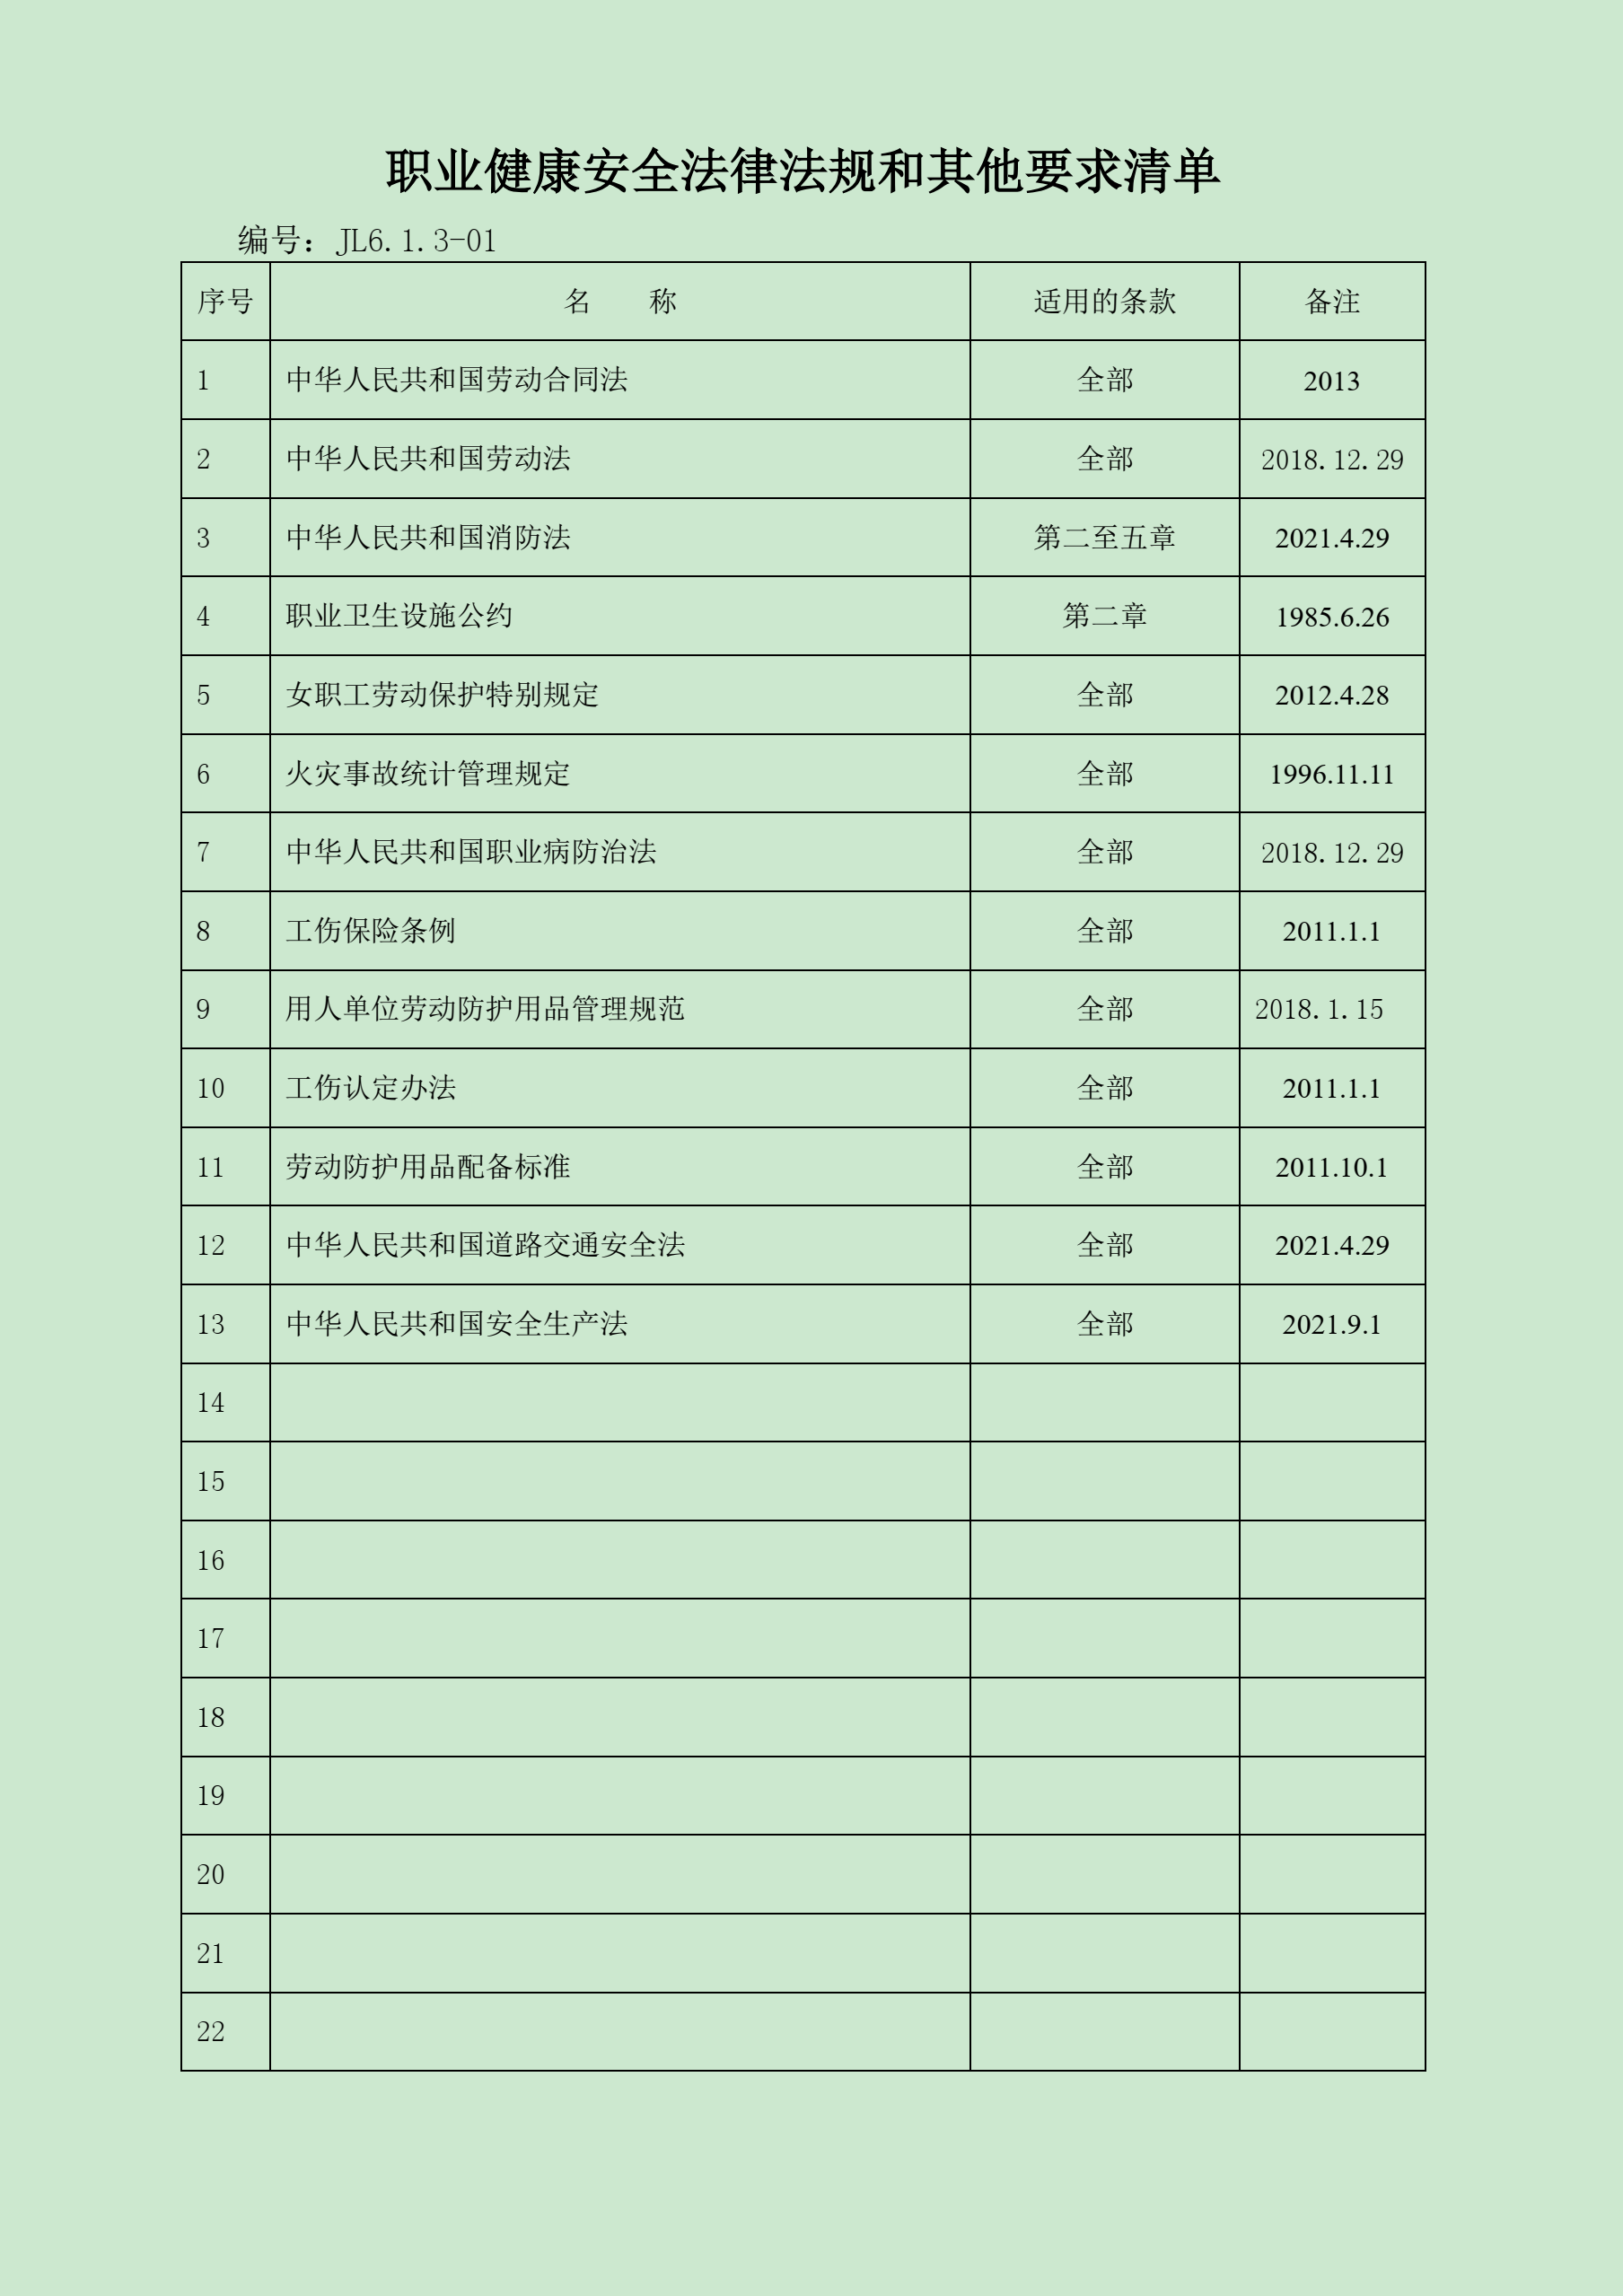 职业健康安全法律法规和其他要求清单
编号：JL6.1.3-01
序号 名 称 适用的条款 备注
1 中华人民共和国劳动合同法 全部 2013
2 中华人民共和国劳动法 全部 2018.12.29
3 中华人民共和国消防法 第二至五章 2021.4.29
4 职业卫生设施公约 第二章 1985.6.26
5 女职工劳动保护特别规定 全部 2012.4.28
6 火灾事故统计管理规定 全部 1996.11.11
7 中华人民共和国职业病防治法 全部 2018.12.29
8 工伤保险条例 全部 2011.1.1
9 用人单位劳动防护用品管理规范 全部 2018.1.15
10 工伤认定办法 全部 2011.1.1
11 劳动防护用品配备标准 全部 2011.10.1
12 中华人民共和国道路交通安全法 全部 2021.4.29
13 中华人民共和国安全生产法 全部 2021.9.1
14
15
16
17
18
19
20
21
22